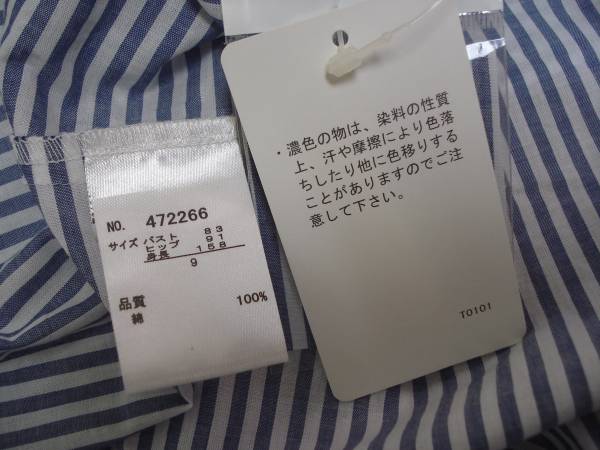 NO. 472266
サイズ バスト 83
ヒップ 91
身長 158
9
品質
綿 100%
・濃色の物は、染料の性質
上、汗や摩擦により色落
ちしたり他に色移りする
ことがありますのでご注
意して下さい。
T0101